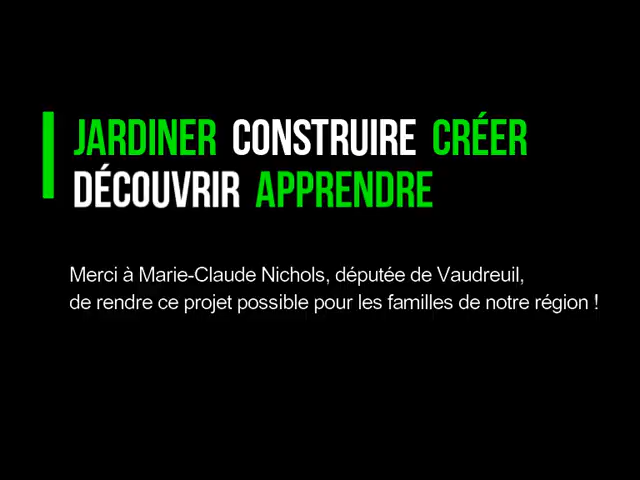 JARDINER CONSTRUIRE CRÉER
DÉCOUVRIR APPRENDRE
Merci à Marie-Claude Nichols, députée de Vaudreuil,
de rendre ce projet possible pour les familles de notre région !